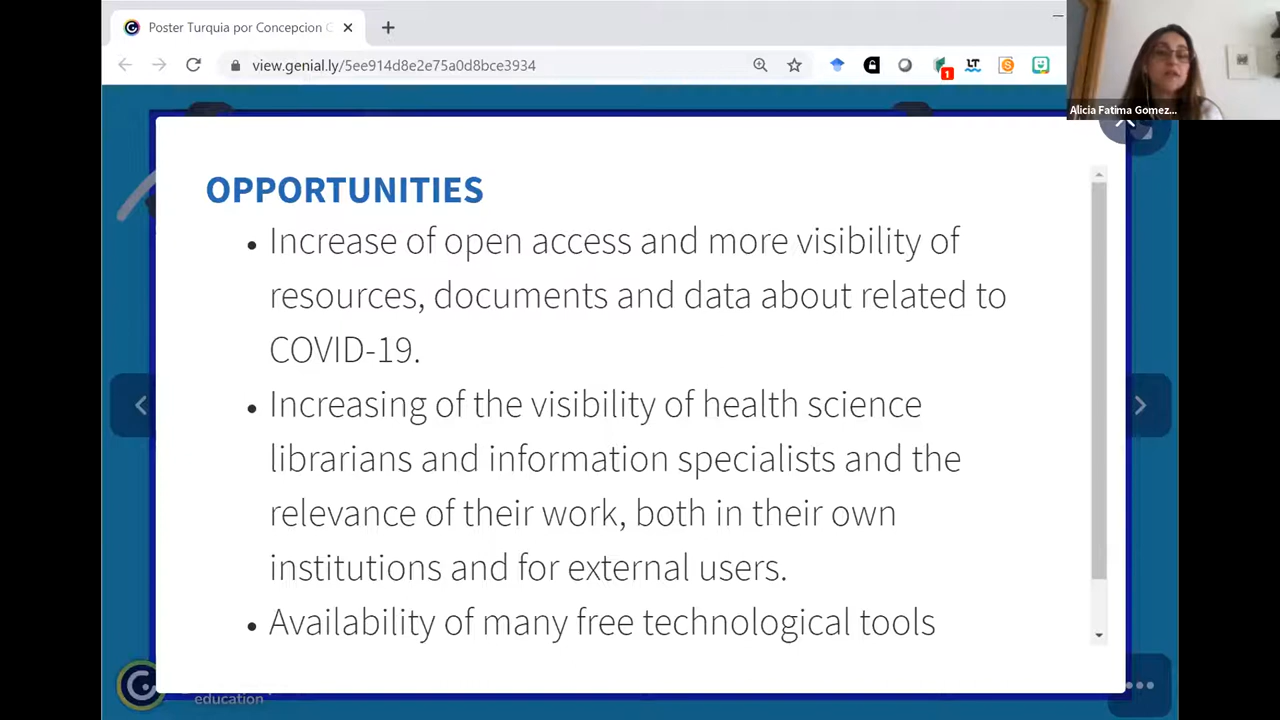 Poster Turquia por Concepcion
view.genial.ly/5ee914d8e2e75a0d8bce3934
1
LT
Alicia Fatima Gomez...
OPPORTUNITIES
• Increase of open access and more visibility of
resources, documents and data about related to
COVID-19.
• Increasing of the visibility of health science
librarians and information specialists and the
relevance of their work, both in their own
institutions and for external users.
• Availability of many free technological tools
education